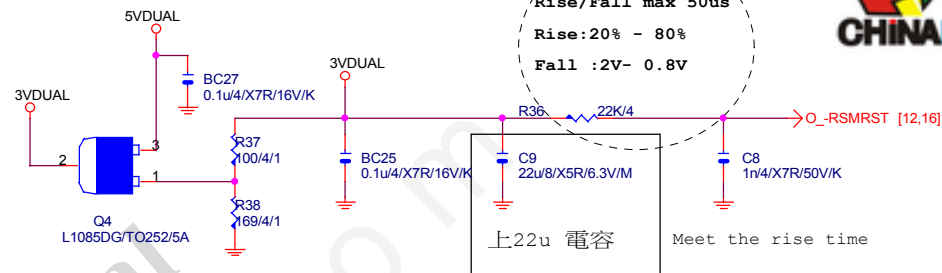 Rise/Fall max 50us
5VDUAL
Rise:20% - 80%
CHiNA
Fall :2V- 0.8V
3VDUAL
BC27
0.1u/4/X7R/16V/K
3VDUAL
R36
22K/4
O_-RSMRST [12,16]
3
R37
100/4/1
2
BC25
0.1u/4/X7R/16V/K
C9
22u/8/X5R/6.3V/M
C8
1n/4/X7R/50V/K
1
R38
169/4/1
Q4
L1085DG/TO252/5A
上22u 電容
Meet the rise time